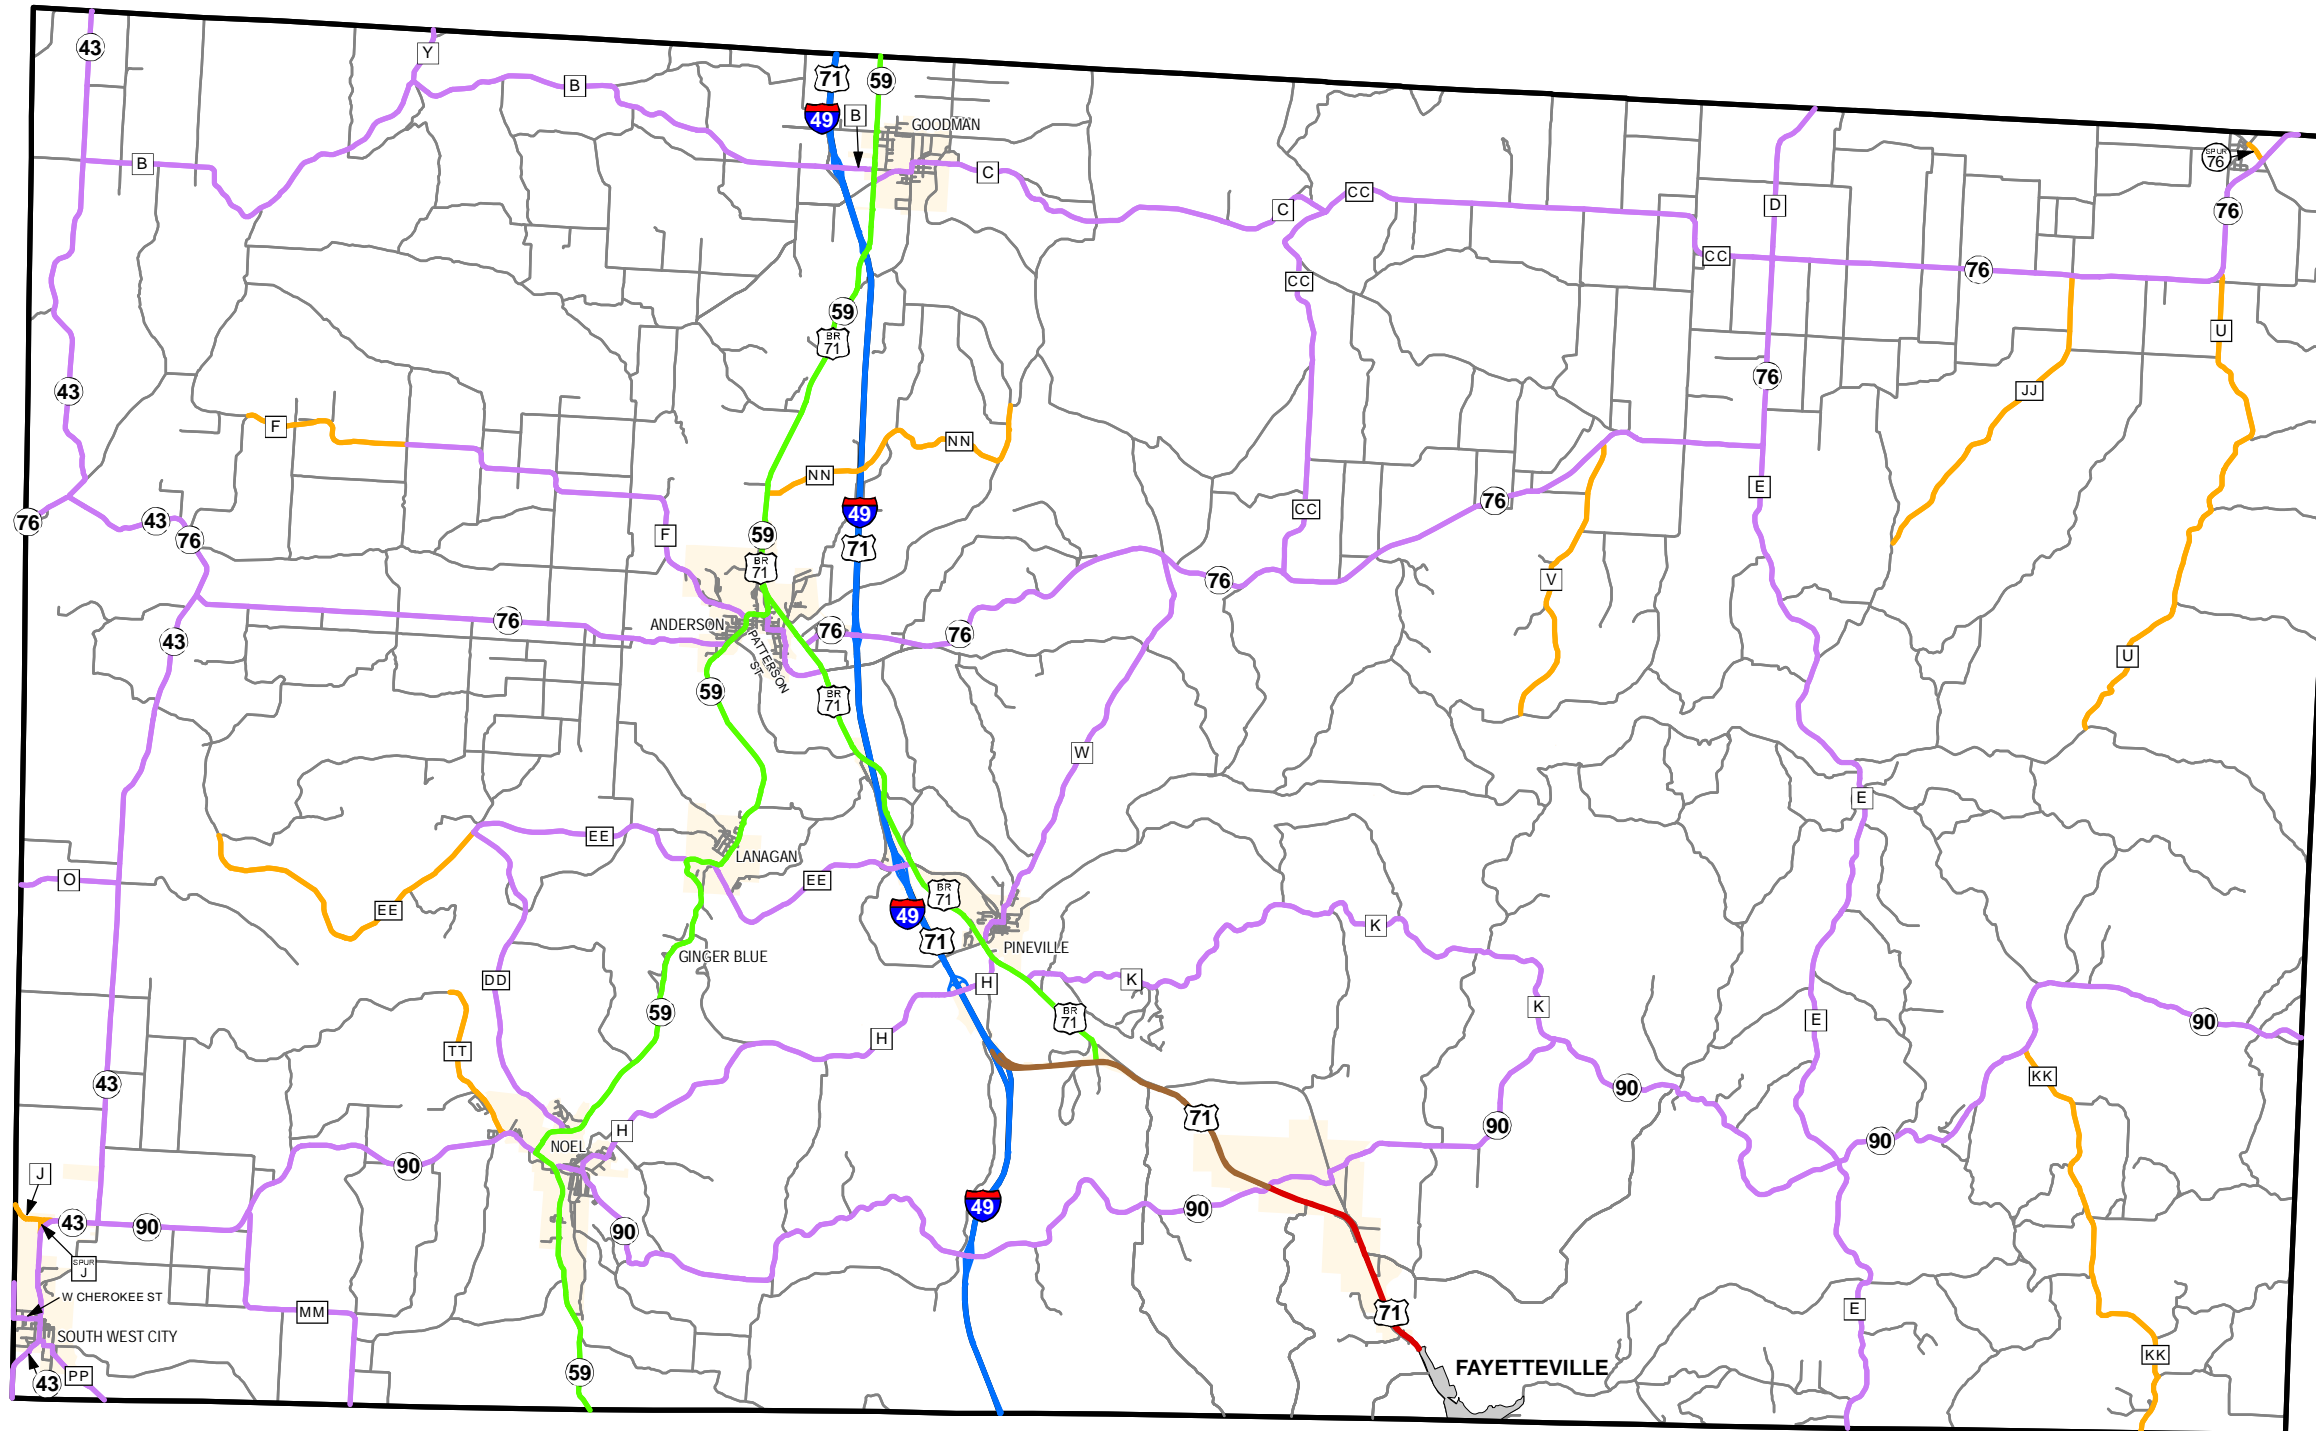 43
Y
71
59
B
49
B
GOODMAN
B
C
SPUR
76
CC
C
D
76
CC
76
CC
59
BR
71
U
76
43
JJ
F
NN
NN
E
76
CC
49
76
43
76
F
59
71
BR
71
76
V
76
ANDERSON
76
76
43
PATTERSON
ST
U
59
BR
71
W
E
EE
LANAGAN
O
EE
BR
71
EE
49
K
71
PINEVILLE
GINGER BLUE
DD
H
K
K
59
BR
71
E
90
H
TT
43
KK
90
71
90
H
90
NOEL
90
J
49
90
43
90
90
SPUR
J
W CHEROKEE ST
MM
E
71
SOUTH WEST CITY
KK
FAYETTEVILLE
59
PP
43